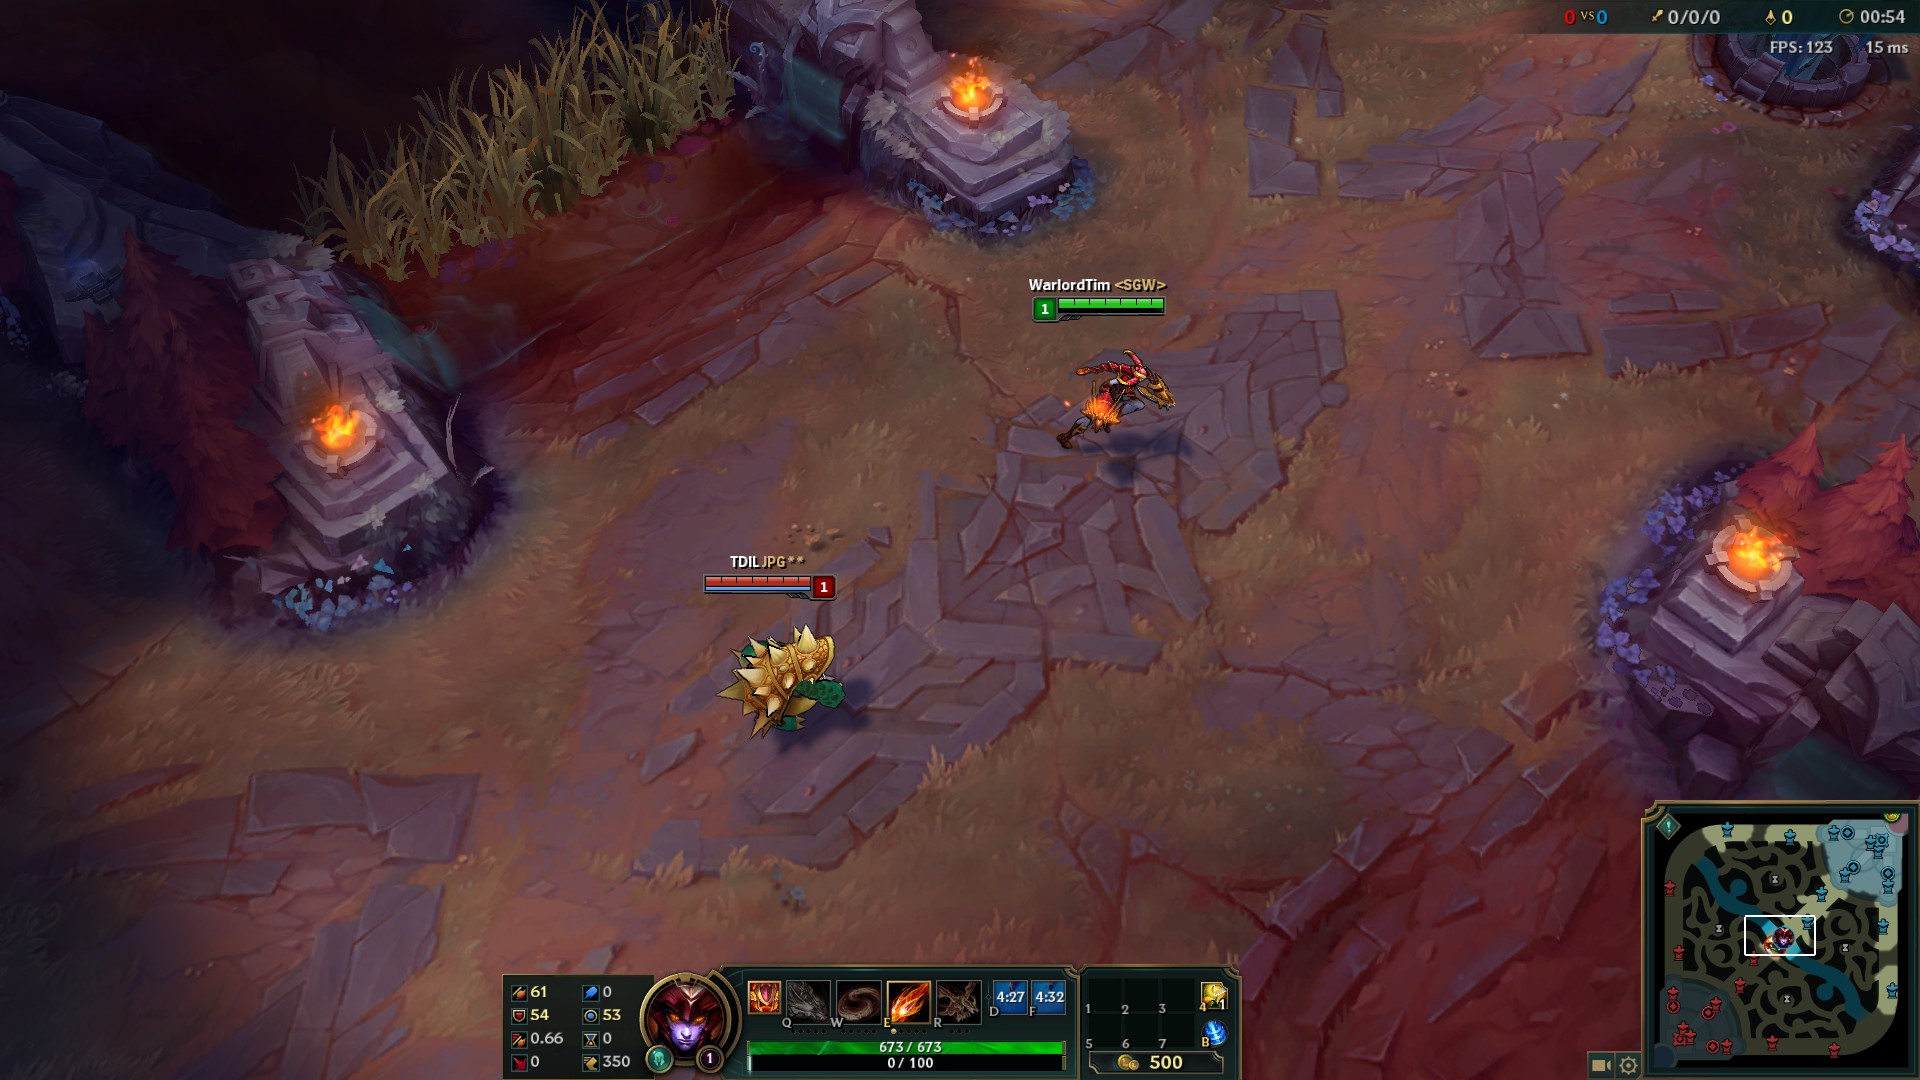 0 VS 0 0/0/0 0 00:54
FPS: 123 15 ms
WarlordTim <SGW>
1
TDIL JPG**
1
61 0
54 53
0.66 0
0 350
1
Q W E R
4:27 D 4:32 F
673 / 673
0 / 100
1 2 3 4 1
5 6 7 B
500